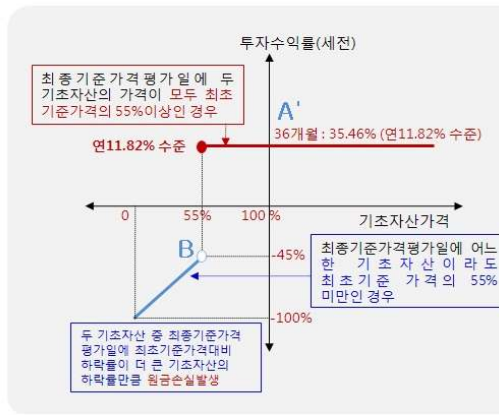 투자수익률(세전)
최종기준가격평가일에 두
기초자산의 가격이 모두 최초
기준가격의 55%이상인 경우
A'
36개월 : 35.46% (연11.82% 수준)
연11.82% 수준
0 55% 100 %
기초자산가격
B
-45%
최종기준가격평가일에 어느
한 기초자산이라도
최초기준 가격의 55%
미만인 경우
-100%
두 기초자산 중 최종기준가격
평가일에 최초기준가격대비
하락률이 더 큰 기초자산의
하락률만큼 원금손실발생